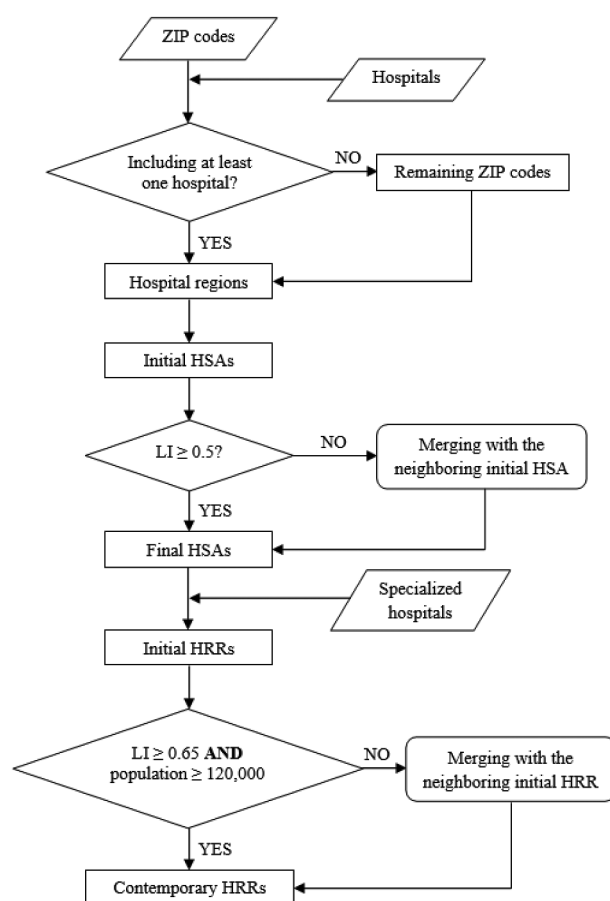 ZIP codes
Hospitals
Including at least
one hospital?
NO
Remaining ZIP codes
YES
Hospital regions
Initial HSAs
LI ≥ 0.5?
NO
Merging with the
neighboring initial HSA
YES
Final HSAs
Specialized
hospitals
Initial HRRs
LI ≥ 0.65 AND
population ≥ 120,000
NO
Merging with the
neighboring initial HRR
YES
Contemporary HRRs